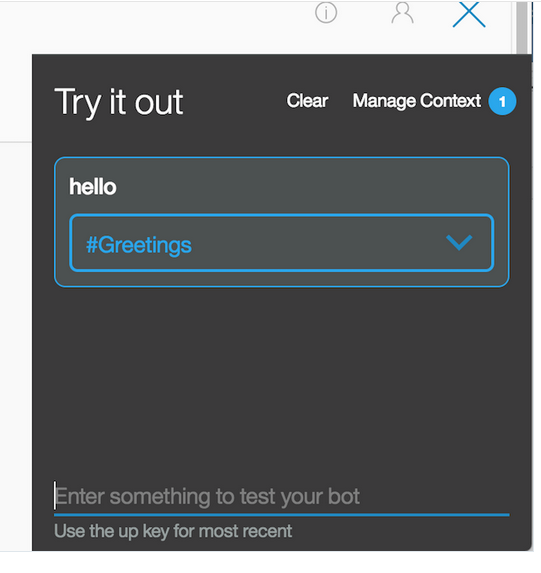 Try it out
Clear
Manage Context 1
hello
#Greetings
Enter something to test your bot
Use the up key for most recent